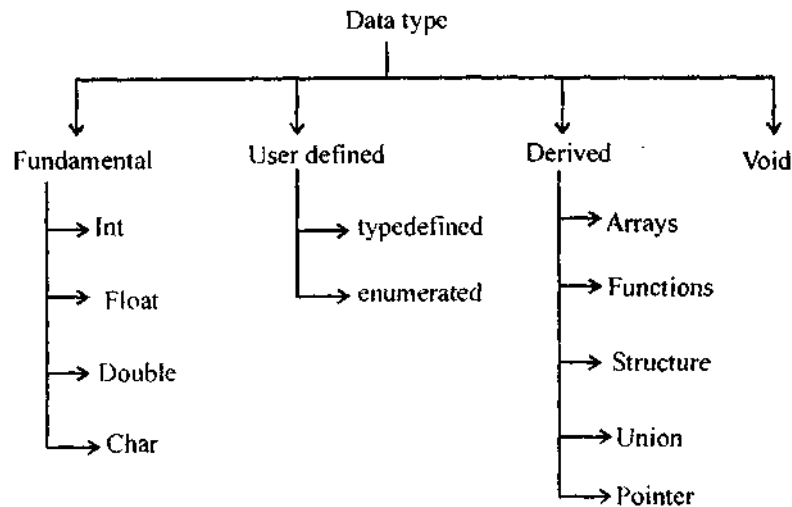 Data type
Fundamental
Int
Float
Double
Char
User defined
typedefined
enumerated
Derived
Arrays
Functions
Structure
Union
Pointer
Void